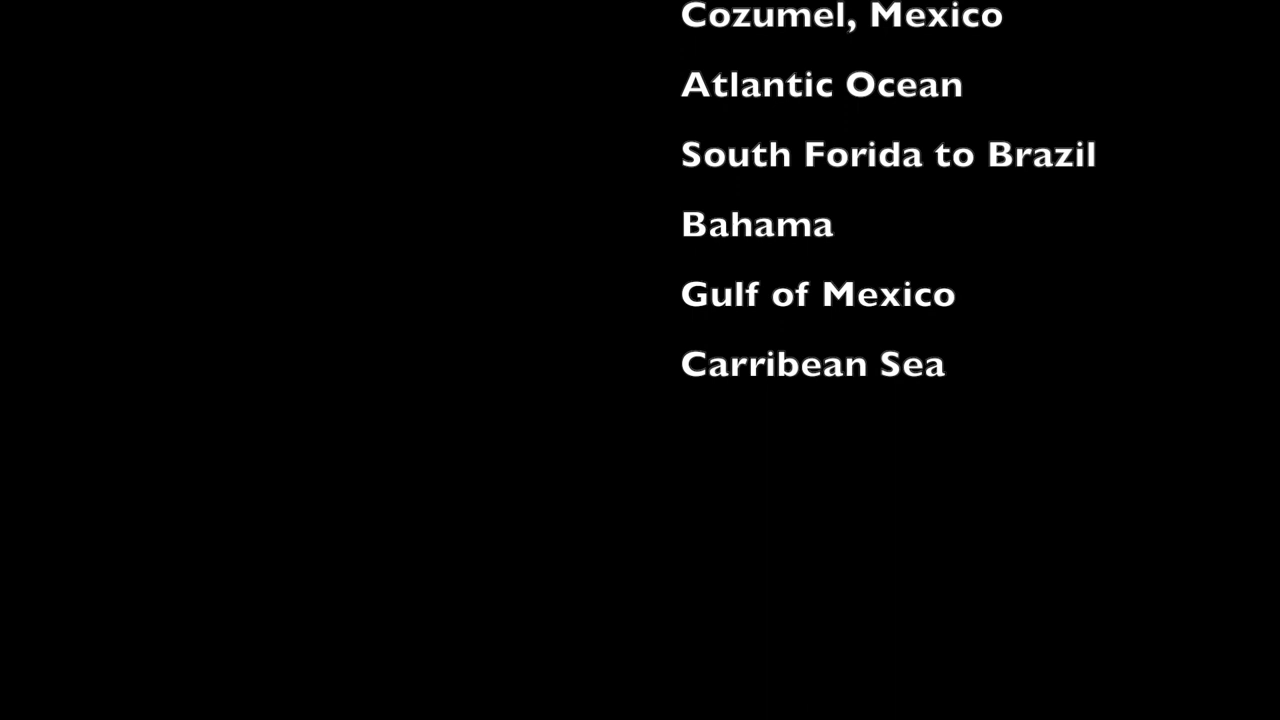 Cozumel, Mexico
Atlantic Ocean
South Forida to Brazil
Bahama
Gulf of Mexico
Carribean Sea